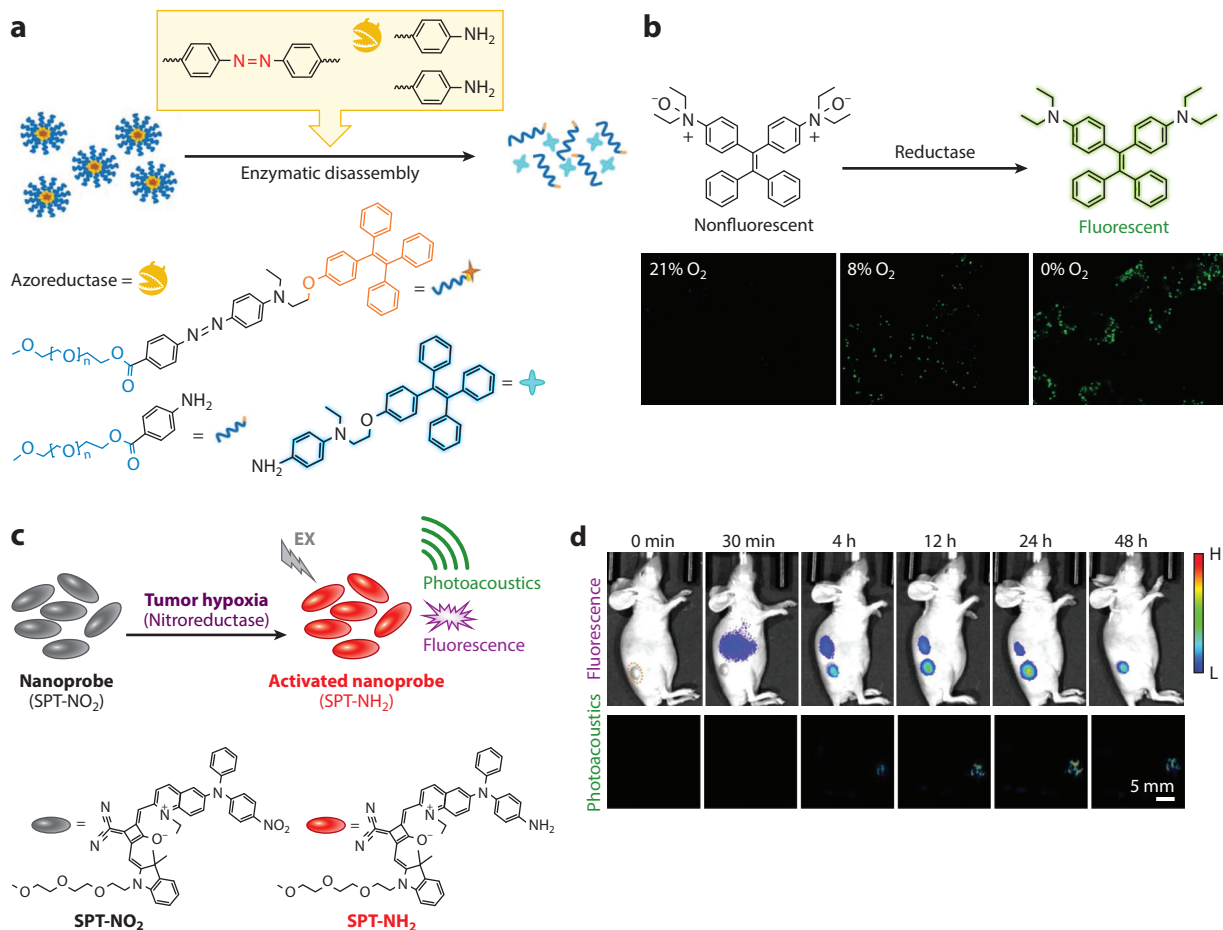 a
N=N
NH2
NH2
Enzymatic disassembly
Azoreductase =
O
N
O
N
N
=
O
O
n
O
O
NH2
O
O
n
O
O
=
O
N
NH2
=
b
−O
N
+
O−
N
+
Nonfluorescent
Reductase
N
N
Fluorescent
21% O2
8% O2
0% O2
c
EX
Photoacoustics
Tumor hypoxia
(Nitroreductase)
Fluorescence
Nanoprobe
(SPT-NO2)
Activated nanoprobe
(SPT-NH2)
=
N
N
N+
N
NO2
O−
O
O
O
N
SPT-NO2
=
N
N
N+
N
NH2
O−
O
O
O
N
SPT-NH2
d
0 min
30 min
4 h
12 h
24 h
48 h
Fluorescence
H
L
Photoacoustics
5 mm